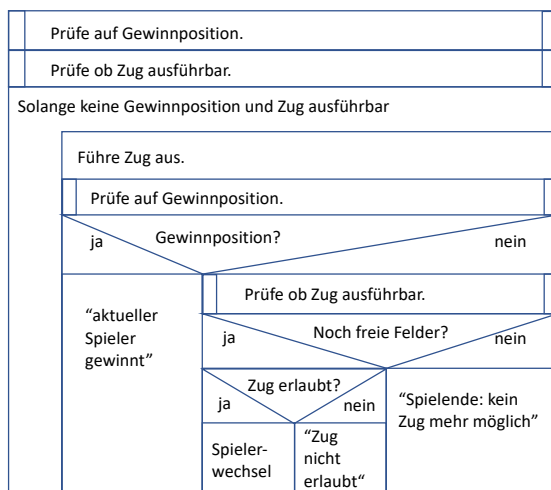 Prüfe auf Gewinnposition.
Prüfe ob Zug ausführbar.
Solange keine Gewinnposition und Zug ausführbar
Führe Zug aus.
Prüfe auf Gewinnposition.
Gewinnposition?
ja
nein
Prüfe ob Zug ausführbar.
“aktueller
Spieler
gewinnt”
Noch freie Felder?
ja
nein
Zug erlaubt?
ja
nein
“Spielende: kein
Zug mehr möglich”
Spieler-
wechsel
“Zug
nicht
erlaubt“